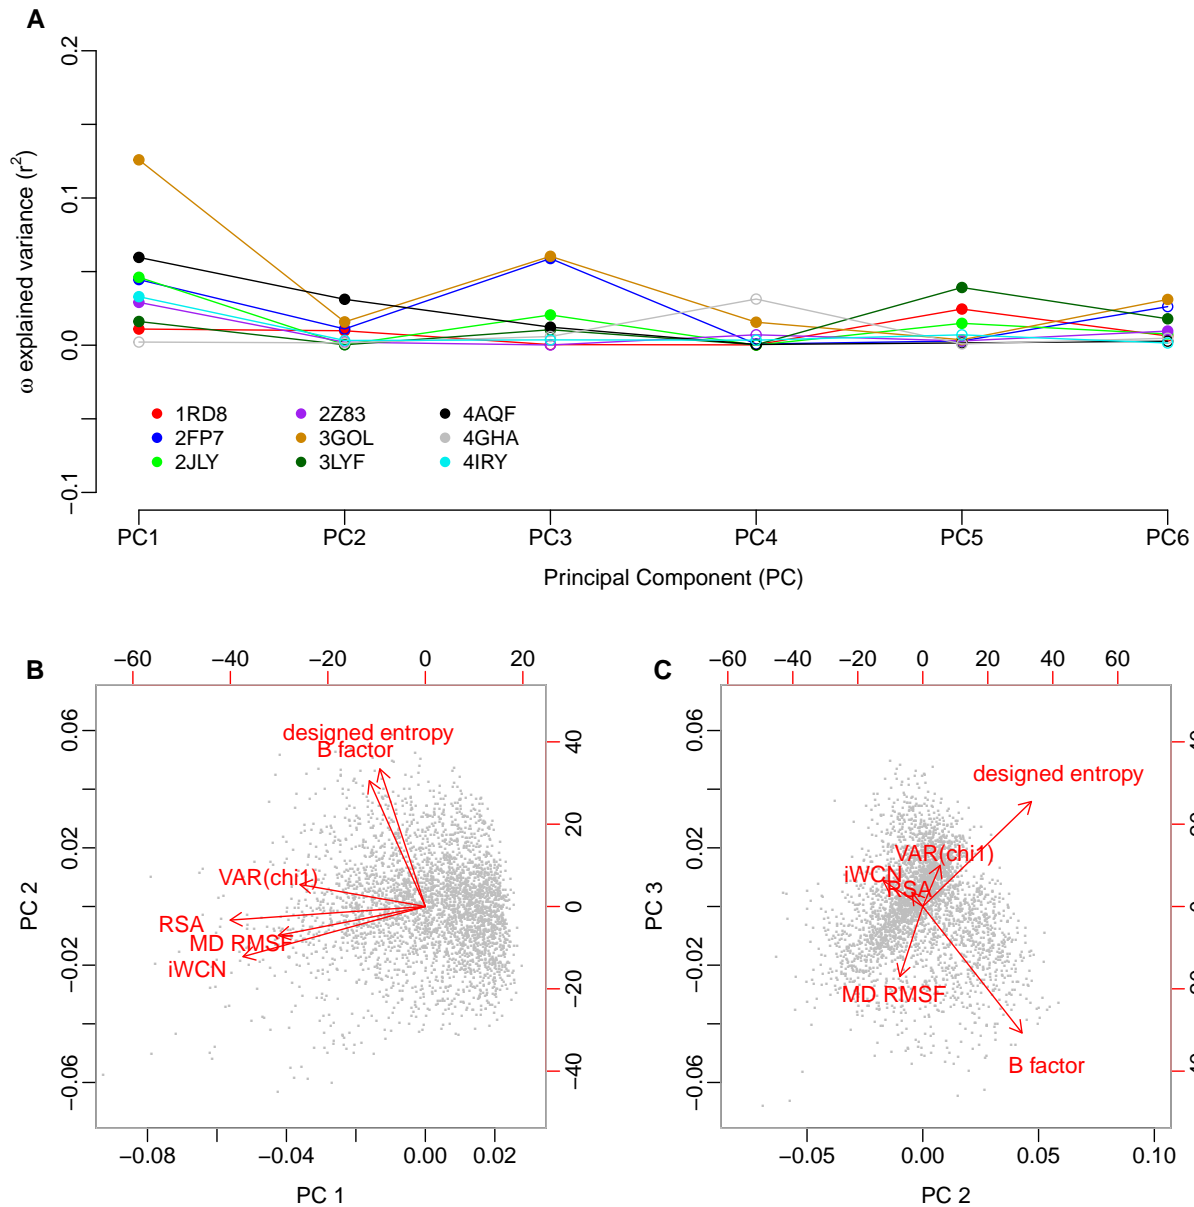 A
ω explained variance (r²)
0.2
0.1
0.0
−0.1
1RD8 2Z83 4AQF
2FP7 3GOL 4GHA
2JLY 3LYF 4IRY
PC1 PC2 PC3 PC4 PC5 PC6
Principal Component (PC)
B
−60 −40 −20 0 20
PC 2
0.06
0.02
−0.02
−0.06
40
20
0
−20
−40
designed entropy
B factor
VAR(chi1)
RSA
MD RMSF
iWCN
−0.08 −0.04 0.00 0.02
PC 1
C
−60 −40 −20 0 20 40 60
PC 3
0.06
0.02
−0.02
−0.06
designed entropy
VAR(chi1)
iWCN
RSA
MD RMSF
B factor
−0.05 0.00 0.05 0.10
PC 2